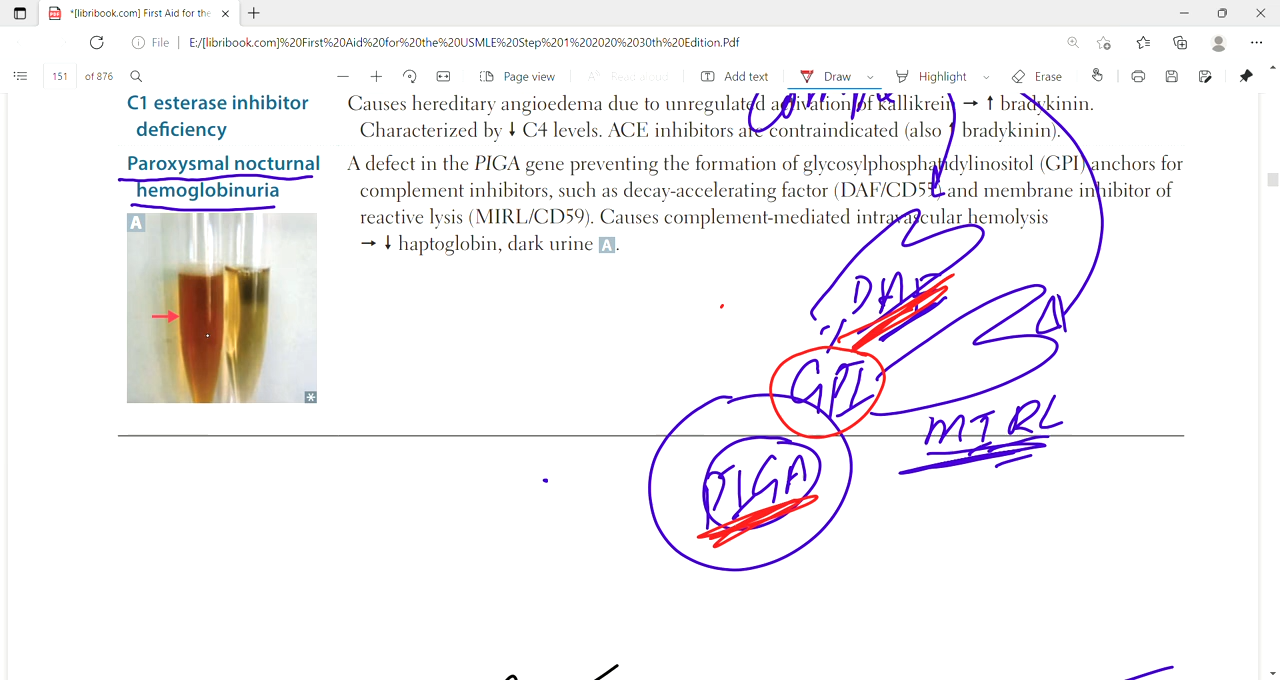 *[libribook.com] First Aid for the
File E:/[libribook.com]%20First%20Aid%20for%20the%20USMLE%20Step%201%202020%2030th%20Edition.Pdf
151 of 876 Page view Read aloud Add text Draw Highlight Erase
C1 esterase inhibitor
deficiency
Causes hereditary angioedema due to unregulated activation of kallikrein → ↑ bradykinin.
Characterized by ↓ C4 levels. ACE inhibitors are contraindicated (also ↑ bradykinin).
Paroxysmal nocturnal
hemoglobinuria
A defect in the PIGA gene preventing the formation of glycosylphosphatidylinositol (GPI) anchors for
complement inhibitors, such as decay-accelerating factor (DAF/CD55) and membrane inhibitor of
reactive lysis (MIRL/CD59). Causes complement-mediated intravascular hemolysis
→ ↓ haptoglobin, dark urine A.
A
DAF
GPI
MIRL
PIGA